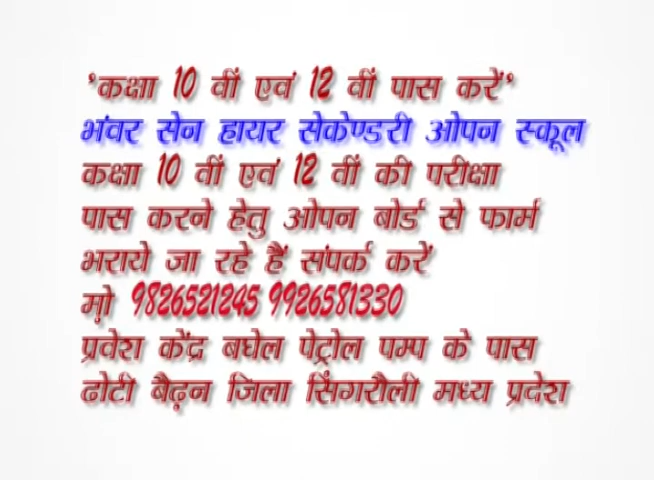 'कक्षा 10 वीं एवं 12 वीं पास करें'
भंवर सेन हायर सेकेण्डरी ओपन स्कूल
कक्षा 10 वीं एवं 12 वीं की परीक्षा
पास करने हेतु ओपन बोर्ड से फार्म
भराये जा रहे हैं संपर्क करें
मो़ 9826521245 9926581330
प्रवेश केंद्र बघेल पेट्रोल पम्प के पास
ढोटी बैढ़न जिला सिंगरौली मध्य प्रदेश